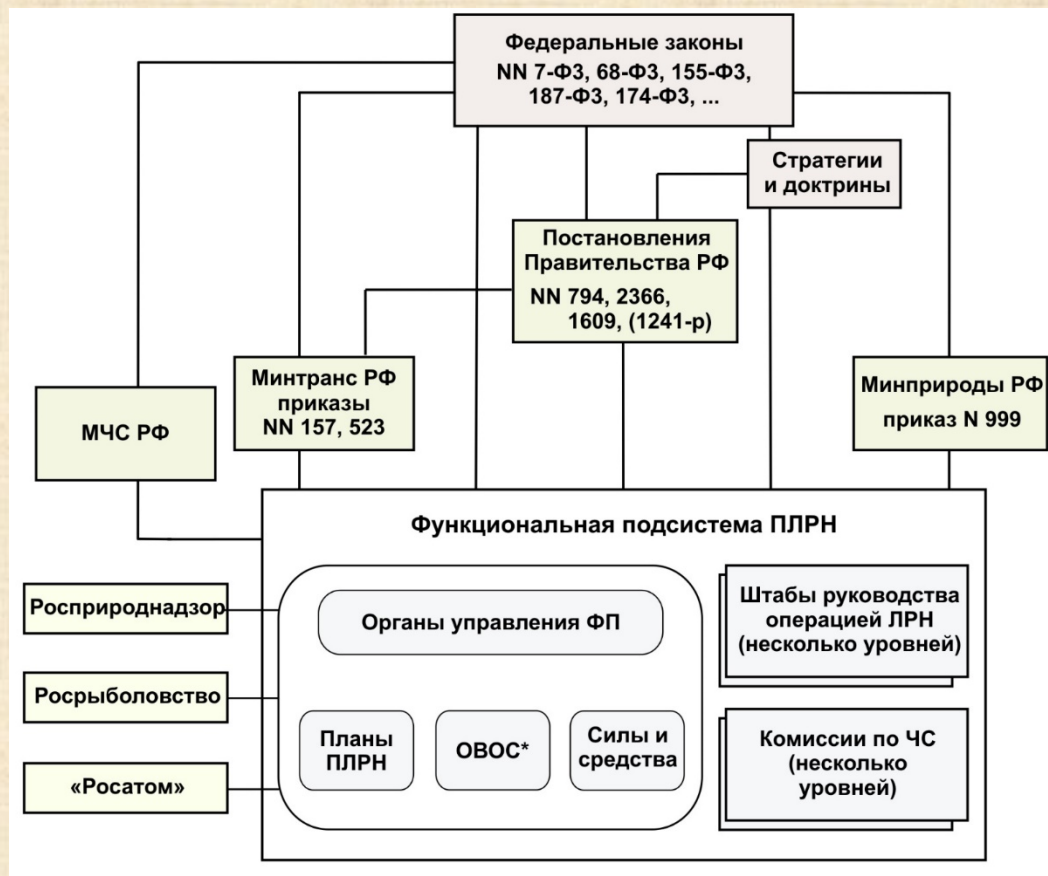 Федеральные законы
NN 7-ФЗ, 68-ФЗ, 155-ФЗ,
187-ФЗ, 174-ФЗ, ...
Стратегии
и доктрины
Постановления
Правительства РФ
NN 794, 2366,
1609, (1241-р)
МЧС РФ
Минтранс РФ
приказы
NN 157, 523
Минприроды РФ
приказ N 999
Функциональная подсистема ПЛРН
Росприроднадзор
Росрыболовство
«Росатом»
Органы управления ФП
Планы
ПЛРН
ОВОС*
Силы и
средства
Штабы руководства
операцией ЛРН
(несколько уровней)
Комиссии по ЧС
(несколько
уровней)